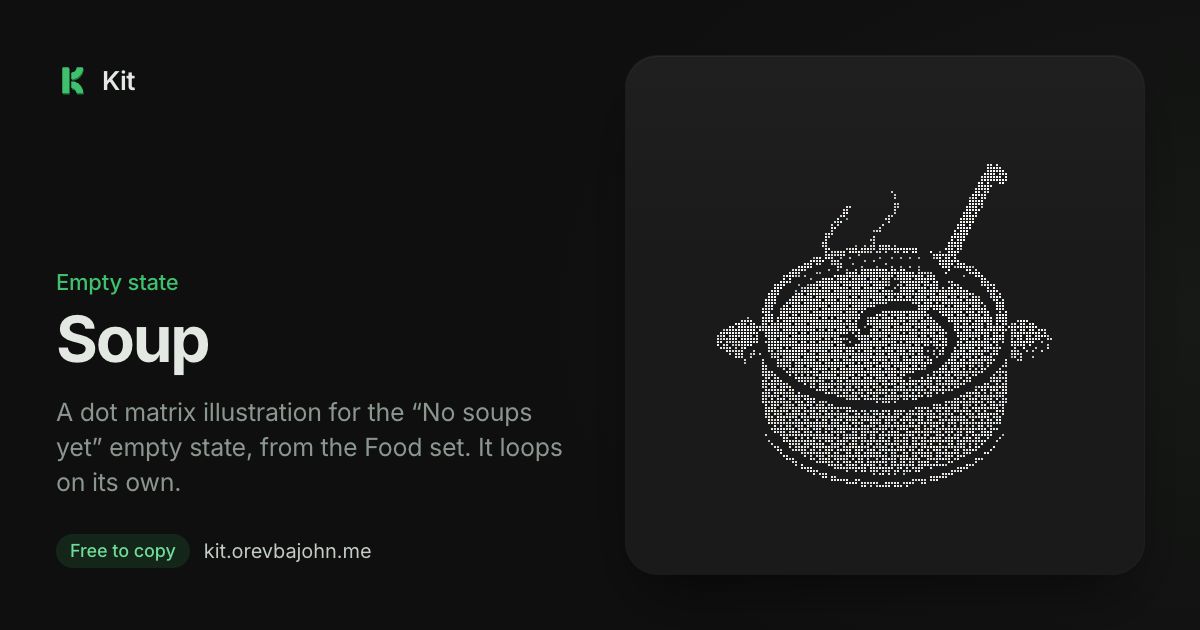 Kit
Empty state
Soup
A dot matrix illustration for the “No soups
yet” empty state, from the Food set. It loops
on its own.
Free to copy
kit.orevbajohn.me